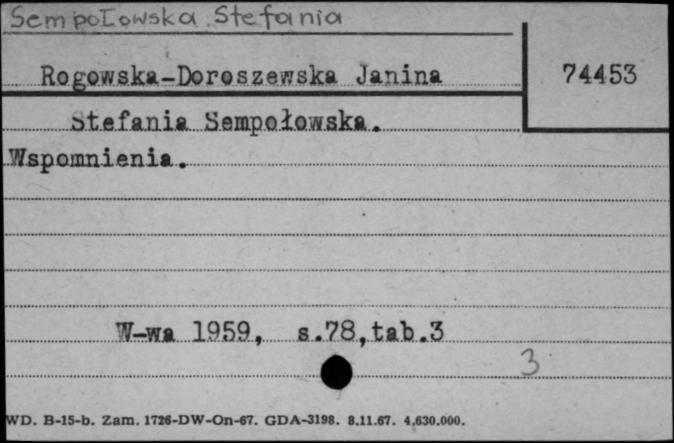 Sempołowska Stefania
Rogowska-Doroszewska Janina
74453
Stefania Sempołowska.
Wspomnienia.
W-wa 1959, s.78,tab.3
3
WD. B-15-b. Zam. 1726-DW-On-67. GDA-3198. 8.11.67. 4.630.000.